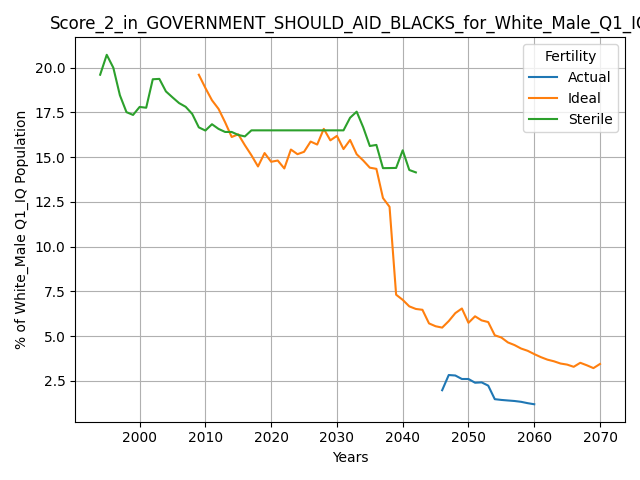 Score_2_in_GOVERNMENT_SHOULD_AID_BLACKS_for_White_Male_Q1_IQ
Fertility
Actual
Ideal
Sterile
% of White_Male Q1_IQ Population
20.0
17.5
15.0
12.5
10.0
7.5
5.0
2.5
2000 2010 2020 2030 2040 2050 2060 2070
Years